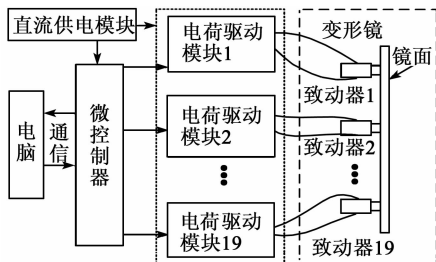 直流供电模块
电荷驱动
模块1
变形镜
镜面
致动器1
电脑
通信
微控制器
电荷驱动
模块2
致动器2
电荷驱动
模块19
致动器19